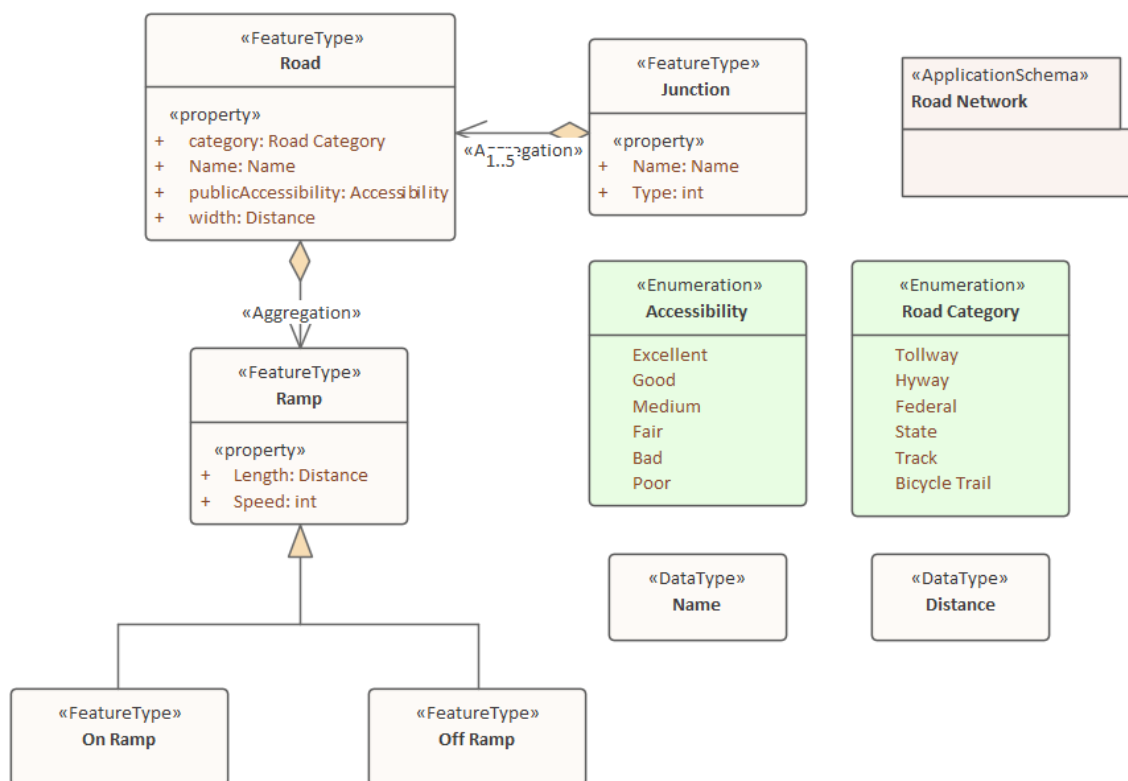 «FeatureType»
Road
«property»
+ category: Road Category
+ Name: Name
+ publicAccessibility: Accessibility
+ width: Distance
«FeatureType»
Junction
«property»
+ Name: Name
+ Type: int
«ApplicationSchema»
Road Network
«Aggregation»
1..5
«Aggregation»
«FeatureType»
Ramp
«property»
+ Length: Distance
+ Speed: int
«Enumeration»
Accessibility
Excellent
Good
Medium
Fair
Bad
Poor
«Enumeration»
Road Category
Tollway
Hyway
Federal
State
Track
Bicycle Trail
«DataType»
Name
«DataType»
Distance
«FeatureType»
On Ramp
«FeatureType»
Off Ramp